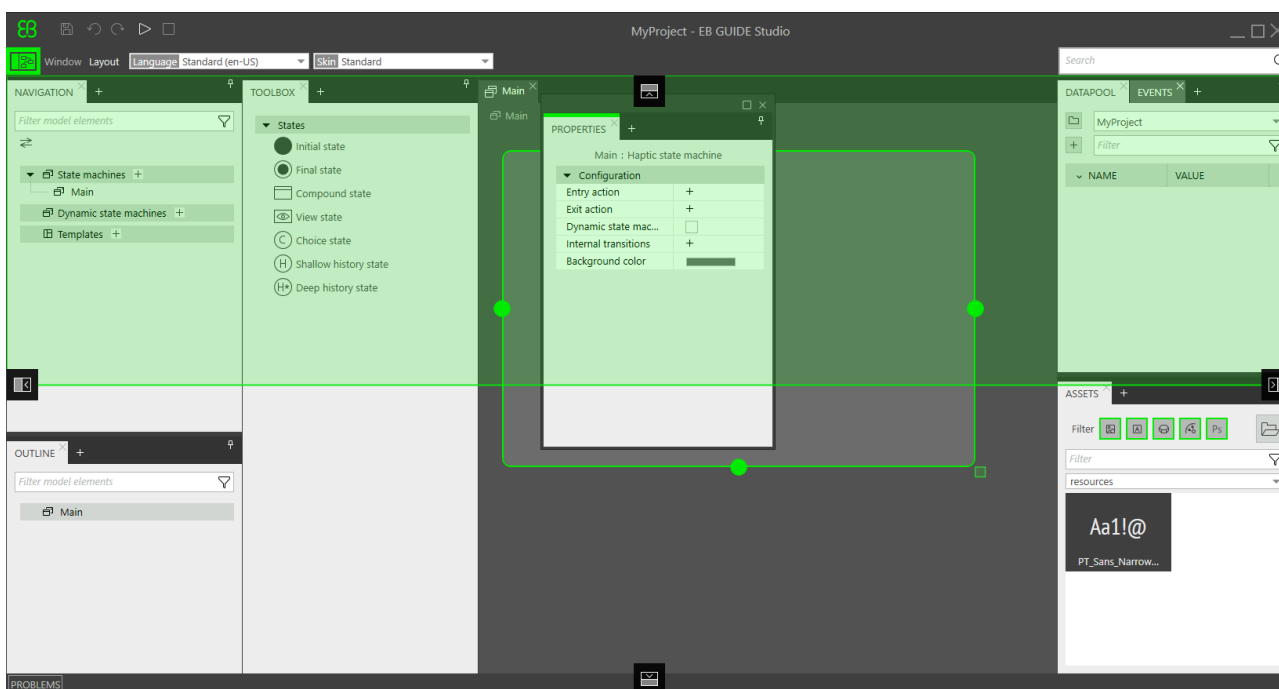 EB
MyProject - EB GUIDE Studio
Window Layout Language Standard (en-US) Skin Standard
Search
NAVIGATION
Filter model elements
State machines
Main
Dynamic state machines
Templates
OUTLINE
Filter model elements
Main
TOOLBOX
States
Initial state
Final state
Compound state
View state
C Choice state
H Shallow history state
H* Deep history state
Main
Main
PROPERTIES
Main : Haptic state machine
Configuration
Entry action
Exit action
Dynamic state mac...
Internal transitions
Background color
DATAPOOL EVENTS
MyProject
Filter
NAME VALUE
ASSETS
Filter A Ps
Filter
resources
Aa1!@
PT_Sans_Narrow...
PROBLEMS